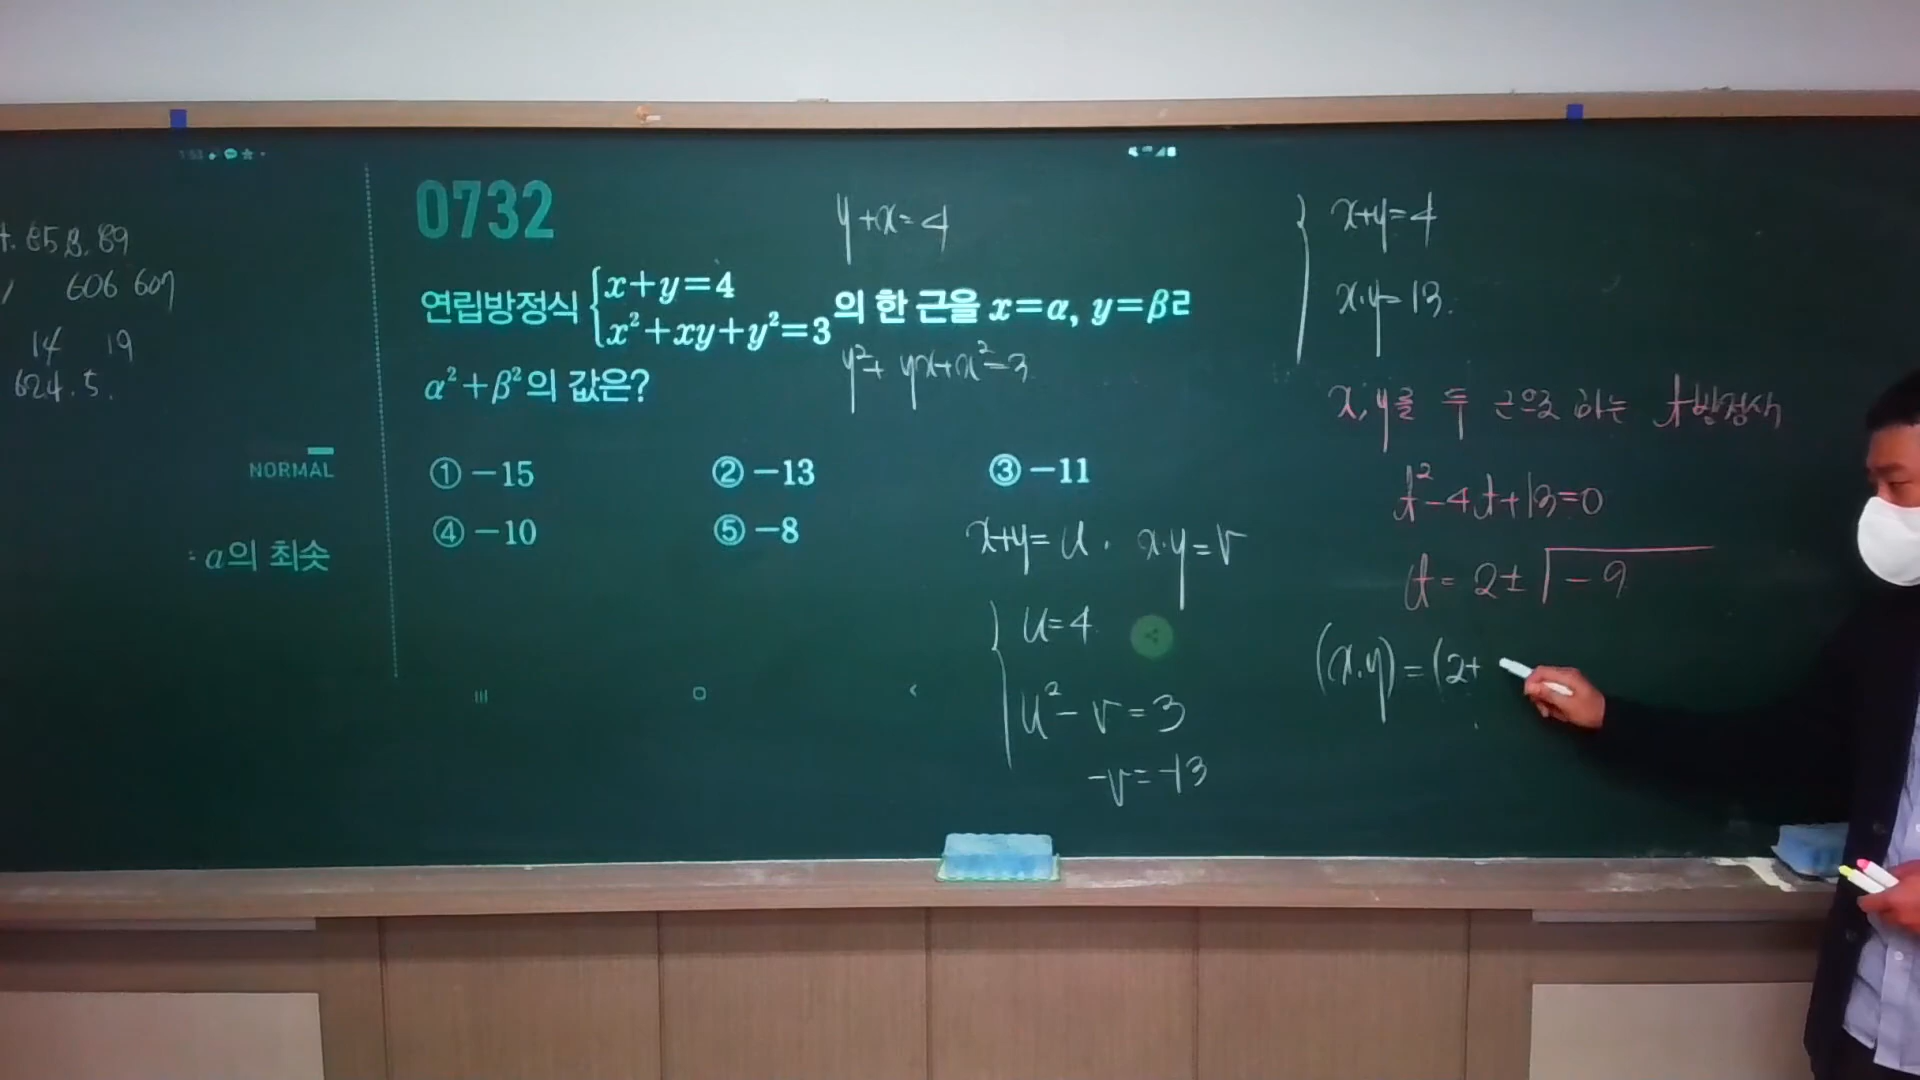 0732
연립방정식 { x+y=4
x²+xy+y²=3 의 한 근을 x=α, y=β라
α²+β²의 값은?
① −15 ② −13 ③ −11
④ −10 ⑤ −8
NORMAL
: a의 최솟
606 607
14 19
624.5.
y+x=4
y²+yx+x²=3
x+y=u. x.y=v
u=4
u²-v=3
-v=-13
x+y=4
x.y=13.
x,y를 두 근으로 하는 t방정식
t²-4t+13=0
t=2±√-9
(x.y)=(2+